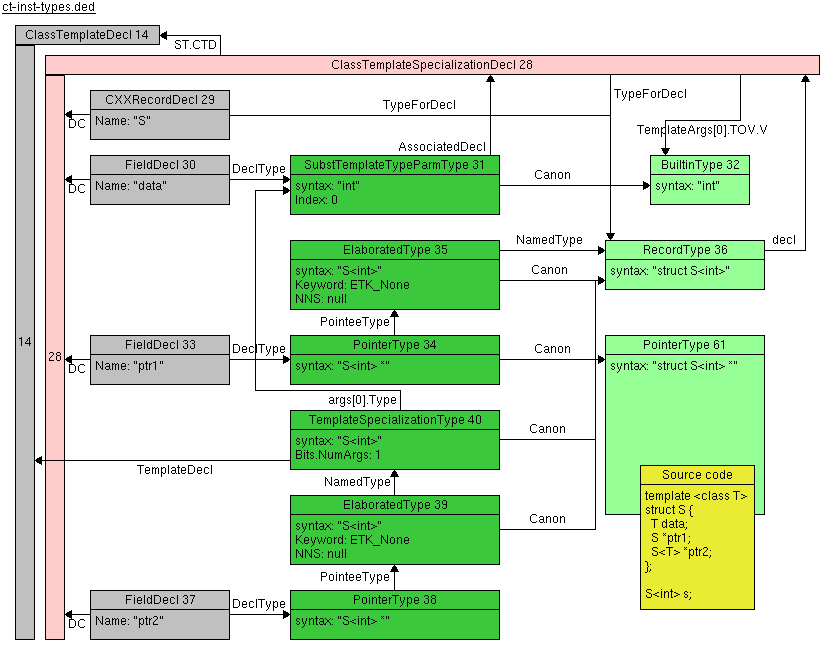 ct-inst-types.ded
ClassTemplateDecl 14
ST.CTD
ClassTemplateSpecializationDecl 28
CXXRecordDecl 29
Name: "S"
DC
TypeForDecl
TypeForDecl
TemplateArgs[0].TOV.V
AssociatedDecl
FieldDecl 30
Name: "data"
DC
DeclType
SubstTemplateTypeParmType 31
syntax: "int"
Index: 0
Canon
BuiltinType 32
syntax: "int"
ElaboratedType 35
syntax: "S<int>"
Keyword: ETK_None
NNS: null
NamedType
Canon
RecordType 36
syntax: "struct S<int>"
decl
PointeeType
14
28
FieldDecl 33
Name: "ptr1"
DC
DeclType
PointerType 34
syntax: "S<int> *"
Canon
PointerType 61
syntax: "struct S<int> *"
args[0].Type
TemplateSpecializationType 40
syntax: "S<int>"
Bits.NumArgs: 1
Canon
TemplateDecl
NamedType
ElaboratedType 39
syntax: "S<int>"
Keyword: ETK_None
NNS: null
Canon
PointeeType
FieldDecl 37
Name: "ptr2"
DC
DeclType
PointerType 38
syntax: "S<int> *"
Source code
template <class T>
struct S {
T data;
S *ptr1;
S<T> *ptr2;
};
S<int> s;